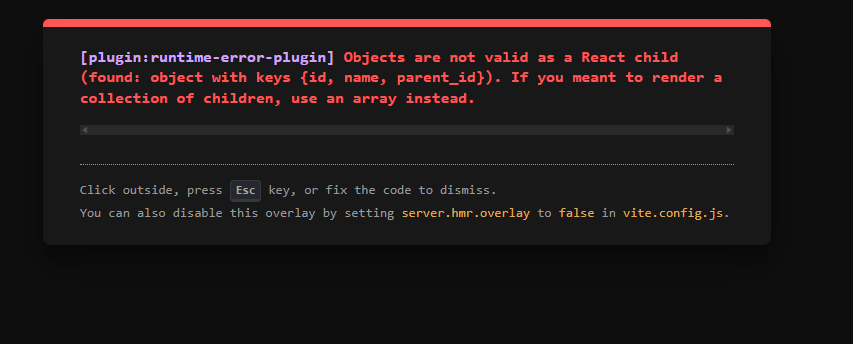 [plugin:runtime-error-plugin] Objects are not valid as a React child
(found: object with keys {id, name, parent_id}). If you meant to render a
collection of children, use an array instead.
Click outside, press Esc key, or fix the code to dismiss.
You can also disable this overlay by setting server.hmr.overlay to false in vite.config.js.